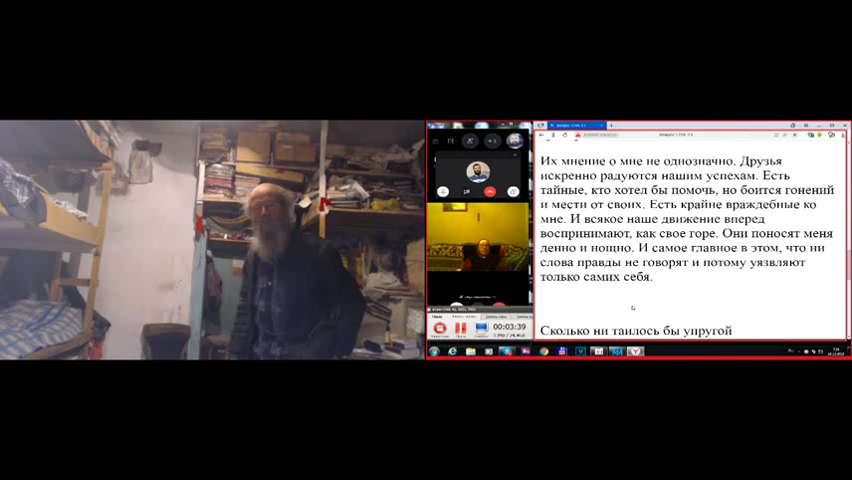 Их мнение о мне не однозначно. Друзья
искренно радуются нашим успехам. Есть
тайные, кто хотел бы помочь, но боится гонений
и мести от своих. Есть крайне враждебные ко
мне. И всякое наше движение вперед
воспринимают, как свое горе. Они поносят меня
денно и нощно. И самое главное в этом, что ни
слова правды не говорят и потому уязвляют
только самих себя.
Сколько ни таилось бы упругой
00:03:39